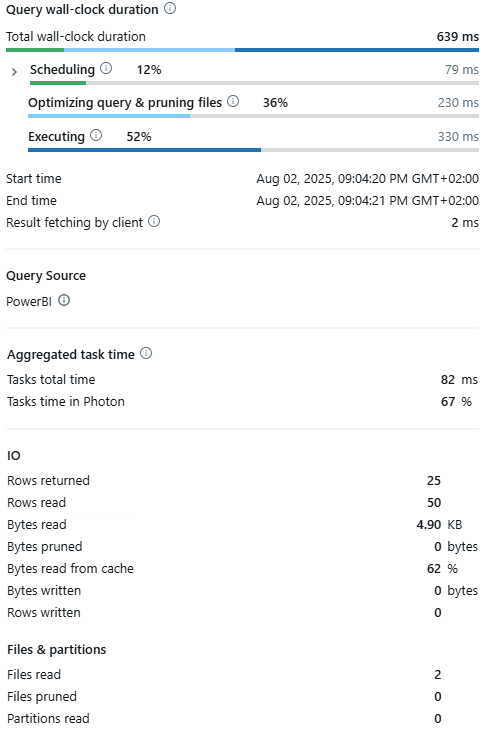 Query wall-clock duration
Total wall-clock duration 639 ms
Scheduling 12% 79 ms
Optimizing query & pruning files 36% 230 ms
Executing 52% 330 ms
Start time Aug 02, 2025, 09:04:20 PM GMT+02:00
End time Aug 02, 2025, 09:04:21 PM GMT+02:00
Result fetching by client 2 ms
Query Source
PowerBI
Aggregated task time
Tasks total time 82 ms
Tasks time in Photon 67 %
IO
Rows returned 25
Rows read 50
Bytes read 4.90 KB
Bytes pruned 0 bytes
Bytes read from cache 62 %
Bytes written 0 bytes
Rows written 0
Files & partitions
Files read 2
Files pruned 0
Partitions read 0